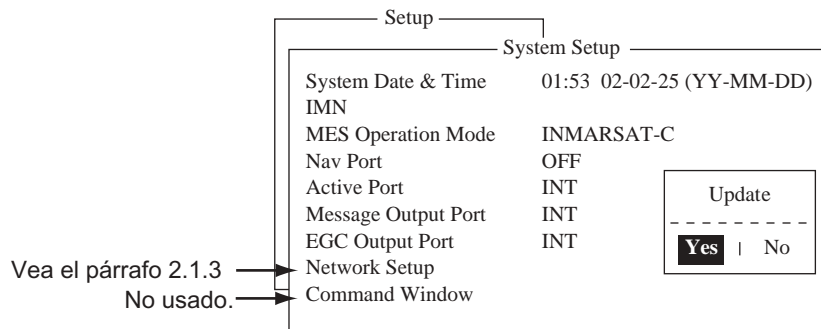 Setup
System Setup
System Date & Time 01:53 02-02-25 (YY-MM-DD)
IMN
MES Operation Mode INMARSAT-C
Nav Port OFF
Active Port INT
Message Output Port INT
EGC Output Port INT
Network Setup
Command Window
Update
Yes | No
Vea el párrafo 2.1.3
No usado.